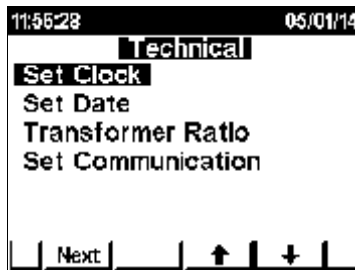 11:56:28 05/01/14
Technical
Set Clock
Set Date
Transformer Ratio
Set Communication
Next